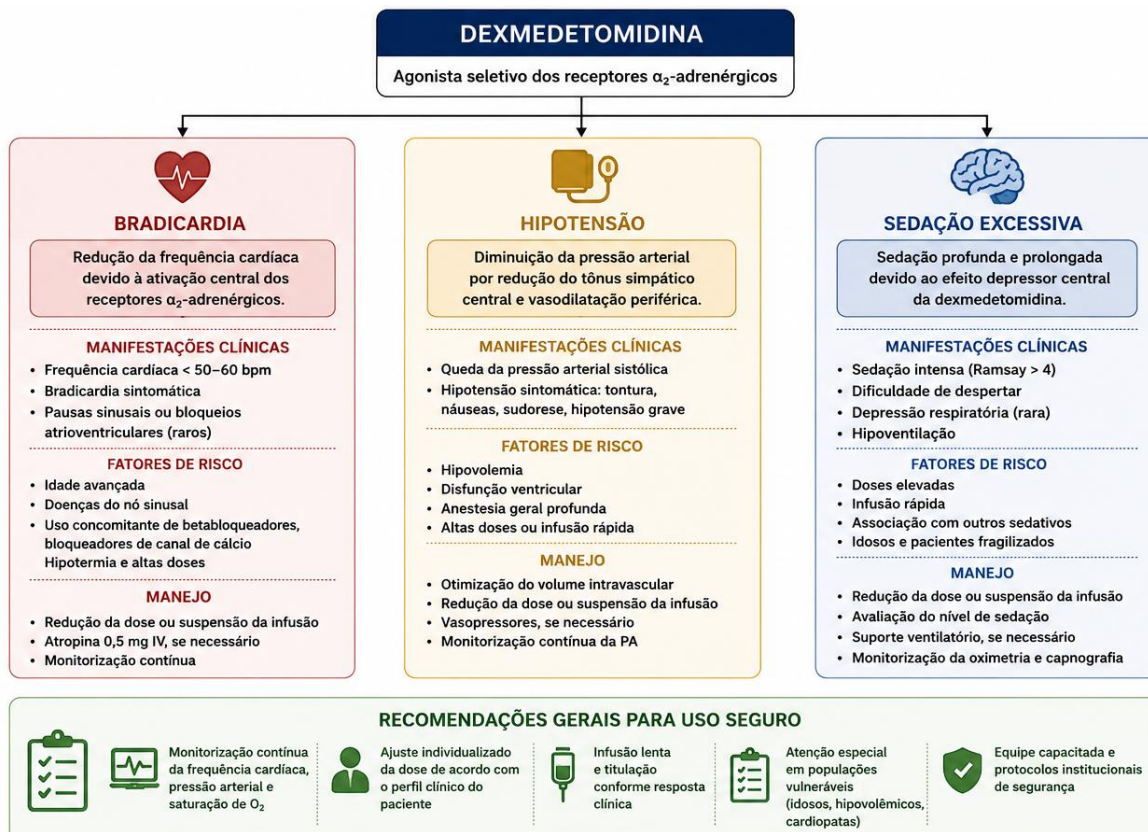 DEXMEDETOMIDINA
Agonista seletivo dos receptores α₂-adrenérgicos
BRADICARDIA
Redução da frequência cardíaca
devido à ativação central dos
receptores α₂-adrenérgicos.
MANIFESTAÇÕES CLÍNICAS
• Frequência cardíaca < 50–60 bpm
• Bradicardia sintomática
• Pausas sinusais ou bloqueios
atrioventriculares (raros)
FATORES DE RISCO
• Idade avançada
• Doenças do nó sinusal
• Uso concomitante de betabloqueadores,
bloqueadores de canal de cálcio
Hipotermia e altas doses
MANEJO
• Redução da dose ou suspensão da infusão
• Atropina 0,5 mg IV, se necessário
• Monitorização contínua
HIPOTENSÃO
Diminuição da pressão arterial
por redução do tônus simpático
central e vasodilatação periférica.
MANIFESTAÇÕES CLÍNICAS
• Queda da pressão arterial sistólica
• Hipotensão sintomática: tontura,
náuseas, sudorese, hipotensão grave
FATORES DE RISCO
• Hipovolemia
• Disfunção ventricular
• Anestesia geral profunda
• Altas doses ou infusão rápida
MANEJO
• Otimização do volume intravascular
• Redução da dose ou suspensão da infusão
• Vasopressores, se necessário
• Monitorização contínua da PA
SEDAÇÃO EXCESSIVA
Sedação profunda e prolongada
devido ao efeito depressor central
da dexmedetomidina.
MANIFESTAÇÕES CLÍNICAS
• Sedação intensa (Ramsay > 4)
• Dificuldade de despertar
• Depressão respiratória (rara)
• Hipoventilação
FATORES DE RISCO
• Doses elevadas
• Infusão rápida
• Associação com outros sedativos
• Idosos e pacientes fragilizados
MANEJO
• Redução da dose ou suspensão da infusão
• Avaliação do nível de sedação
• Suporte ventilatório, se necessário
• Monitorização da oximetria e capnografia
RECOMENDAÇÕES GERAIS PARA USO SEGURO
Monitorização contínua
da frequência cardíaca,
pressão arterial e
saturação de O₂
Ajuste individualizado
da dose de acordo com
o perfil clínico do
paciente
Infusão lenta
e titulação
conforme resposta
clínica
Atenção especial
em populações
vulneráveis
(idosos, hipovolêmicos,
cardiopatas)
Equipe capacitada e
protocolos institucionais
de segurança